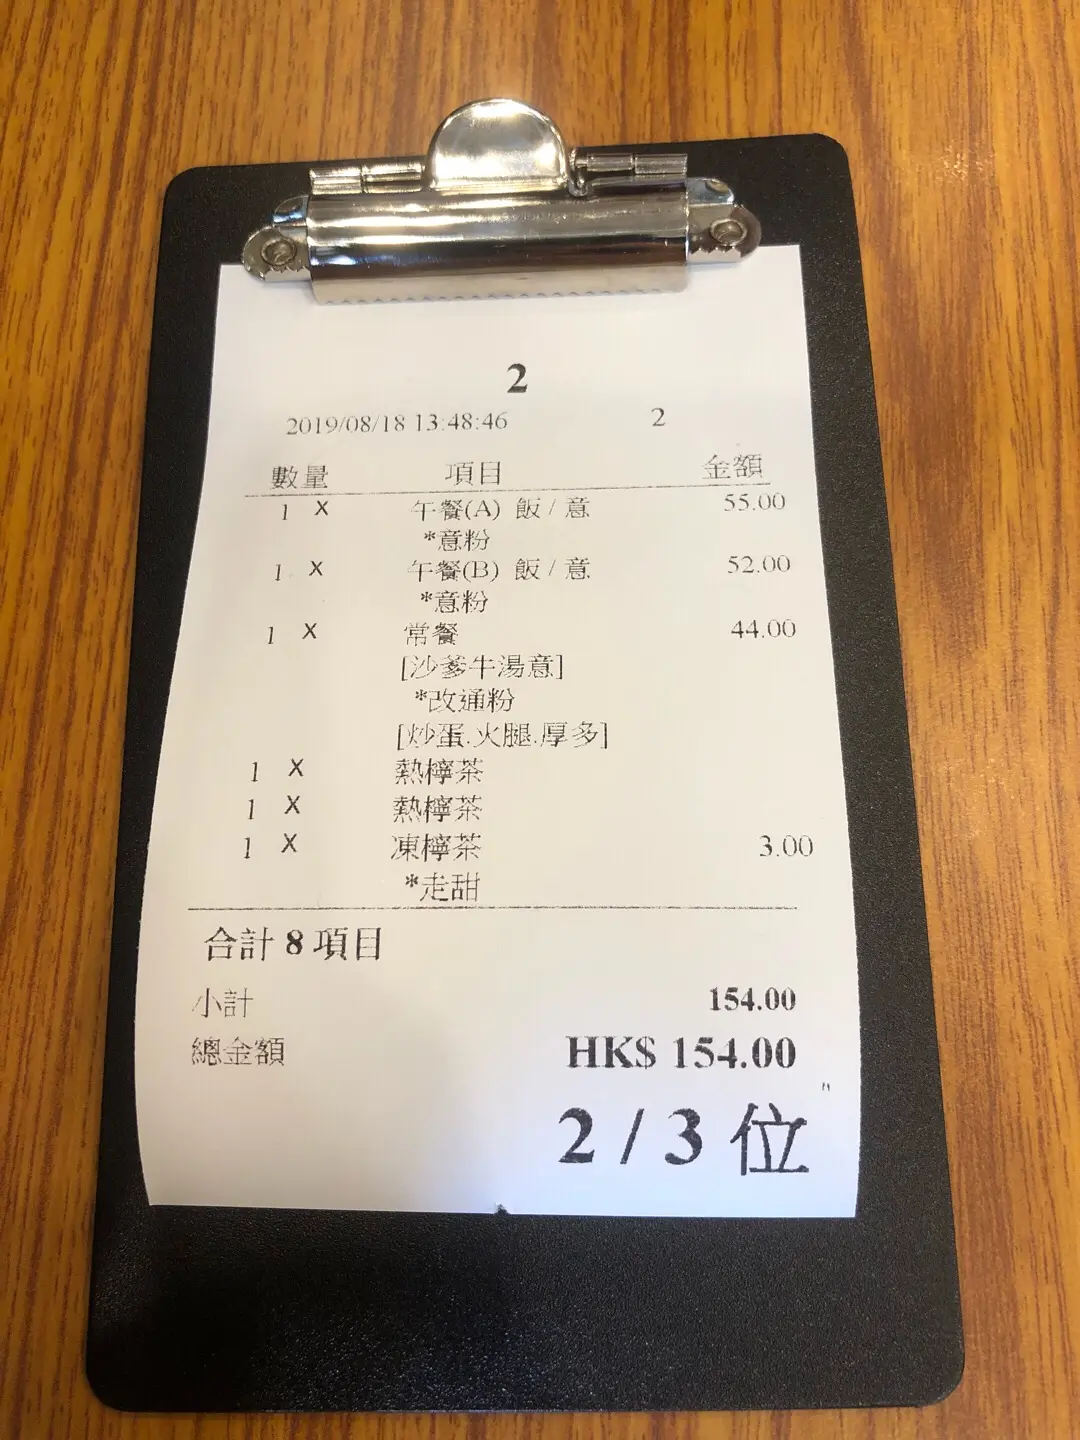 2
2019/08/18 13:48:46 2
數量 項目 金額
1 X 午餐(A) 飯 / 意 55.00
*意粉
1 X 午餐(B) 飯 / 意 52.00
*意粉
1 X 常餐 44.00
[沙爹牛湯意]
*改通粉
[炒蛋.火腿.厚多]
1 X 熱檸茶
1 X 熱檸茶
1 X 凍檸茶 3.00
*走甜
合計 8 項目
小計 154.00
總金額 HK$ 154.00
2 / 3 位